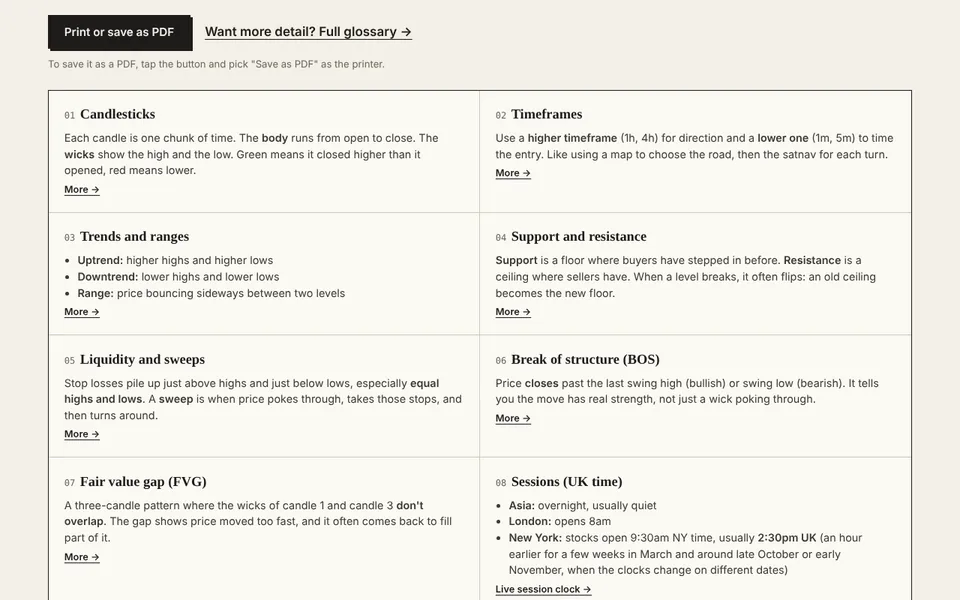 Print or save as PDF
Want more detail? Full glossary →
To save it as a PDF, tap the button and pick "Save as PDF" as the printer.
01 Candlesticks
Each candle is one chunk of time. The body runs from open to close. The
wicks show the high and the low. Green means it closed higher than it
opened, red means lower.
More →
02 Timeframes
Use a higher timeframe (1h, 4h) for direction and a lower one (1m, 5m) to time
the entry. Like using a map to choose the road, then the satnav for each turn.
More →
03 Trends and ranges
• Uptrend: higher highs and higher lows
• Downtrend: lower highs and lower lows
• Range: price bouncing sideways between two levels
More →
04 Support and resistance
Support is a floor where buyers have stepped in before. Resistance is a
ceiling where sellers have. When a level breaks, it often flips: an old ceiling
becomes the new floor.
More →
05 Liquidity and sweeps
Stop losses pile up just above highs and just below lows, especially equal
highs and lows. A sweep is when price pokes through, takes those stops, and
then turns around.
More →
06 Break of structure (BOS)
Price closes past the last swing high (bullish) or swing low (bearish). It tells
you the move has real strength, not just a wick poking through.
More →
07 Fair value gap (FVG)
A three-candle pattern where the wicks of candle 1 and candle 3 don't
overlap. The gap shows price moved too fast, and it often comes back to fill
part of it.
More →
08 Sessions (UK time)
• Asia: overnight, usually quiet
• London: opens 8am
• New York: stocks open 9:30am NY time, usually 2:30pm UK (an hour
earlier for a few weeks in March and around late October or early
November, when the clocks change on different dates)
Live session clock →